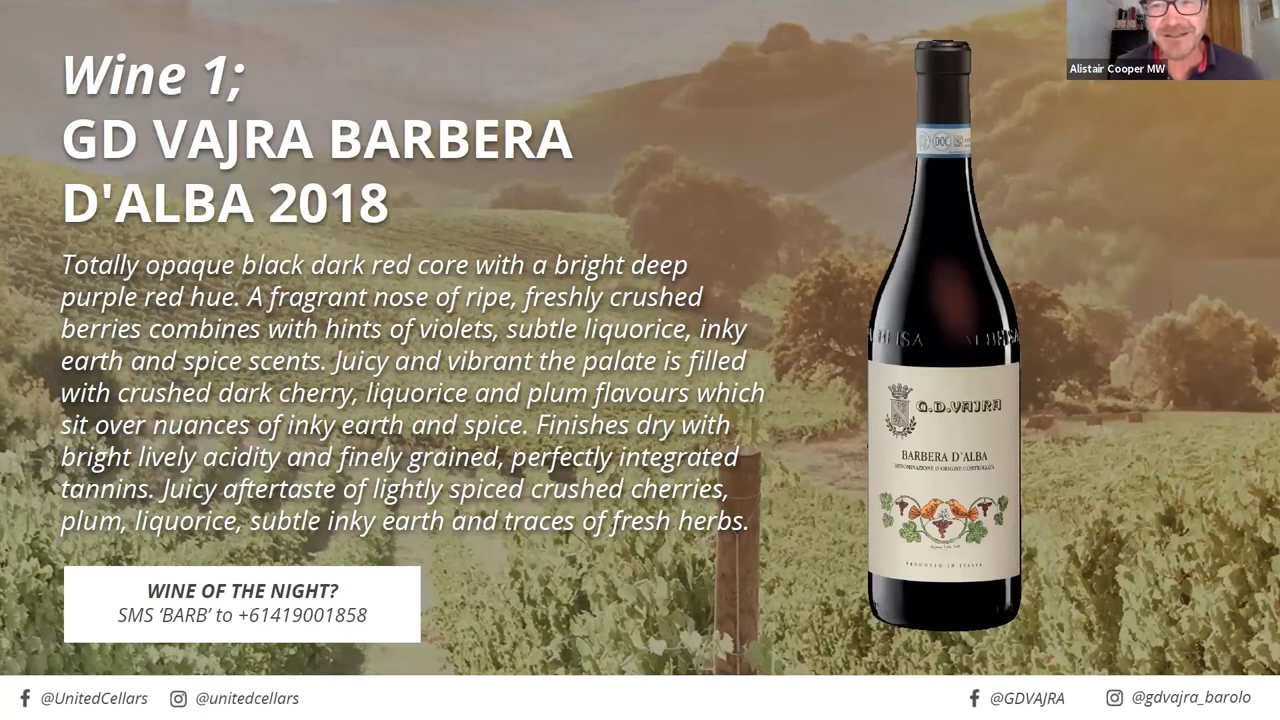 Alistair Cooper MW
Wine 1;
GD VAJRA BARBERA
D'ALBA 2018
Totally opaque black dark red core with a bright deep
purple red hue. A fragrant nose of ripe, freshly crushed
berries combines with hints of violets, subtle liquorice, inky
earth and spice scents. Juicy and vibrant the palate is filled
with crushed dark cherry, liquorice and plum flavours which
sit over nuances of inky earth and spice. Finishes dry with
bright lively acidity and finely grained, perfectly integrated
tannins. Juicy aftertaste of lightly spiced crushed cherries,
plum, liquorice, subtle inky earth and traces of fresh herbs.
WINE OF THE NIGHT?
SMS ‘BARB’ to +61419001858
DOC
G.D.VAJRA
BARBERA D'ALBA
DENOMINAZIONE D'ORIGINE CONTROLLATA
PRODOTTO IN ITALIA
@UnitedCellars
@unitedcellars
@GDVAJRA
@gdvajra_barolo